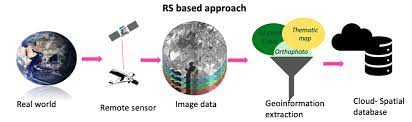 RS based approach
Thematic
map
Orthophoto
Real world
Remote sensor
Image data
Geoinformation
extraction
Cloud- Spatial
database